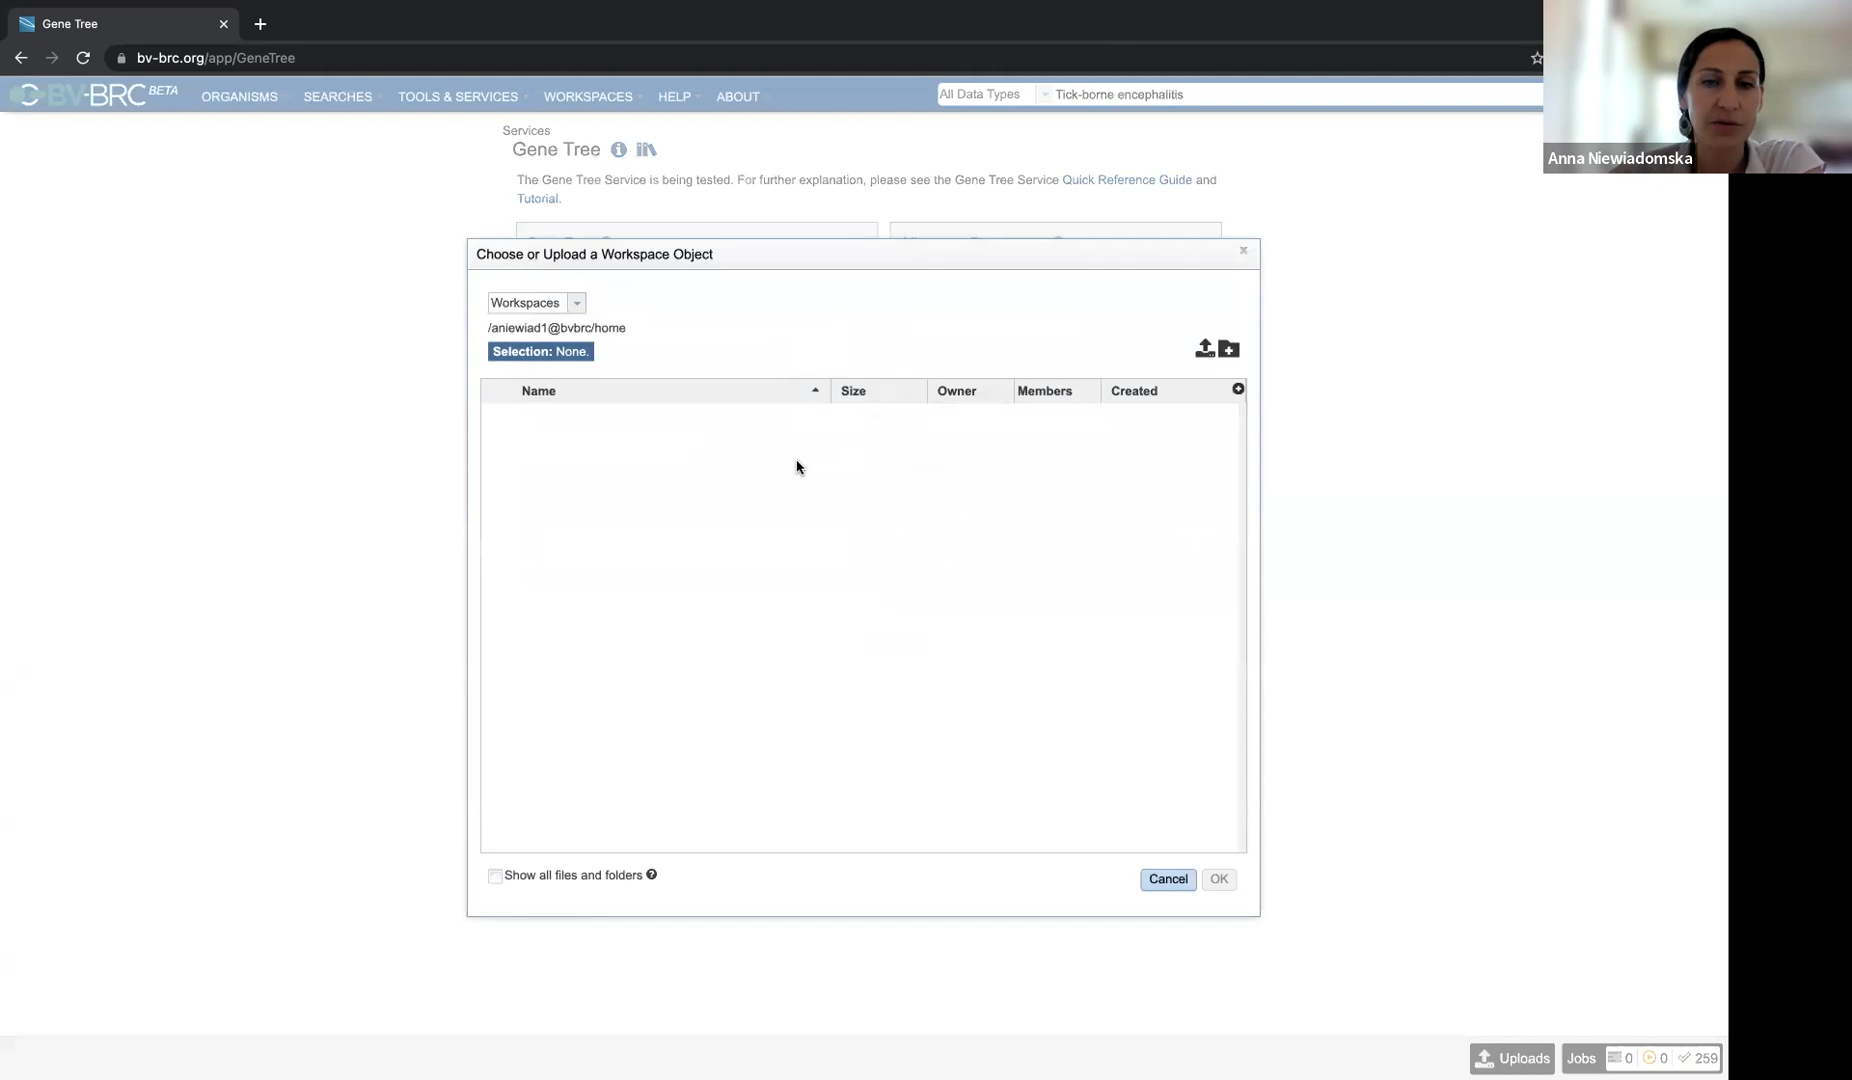 Gene Tree
bv-brc.org/app/GeneTree
BV-BRC BETA
ORGANISMS SEARCHES TOOLS & SERVICES WORKSPACES HELP ABOUT
All Data Types Tick-borne encephalitis
Anna Niewiadomska
Services
Gene Tree
The Gene Tree Service is being tested. For further explanation, please see the Gene Tree Service Quick Reference Guide and
Tutorial.
Choose or Upload a Workspace Object
Workspaces
/aniewiad1@bvbrc/home
Selection: None.
Name Size Owner Members Created
Show all files and folders
Cancel OK
Uploads Jobs 0 0 259